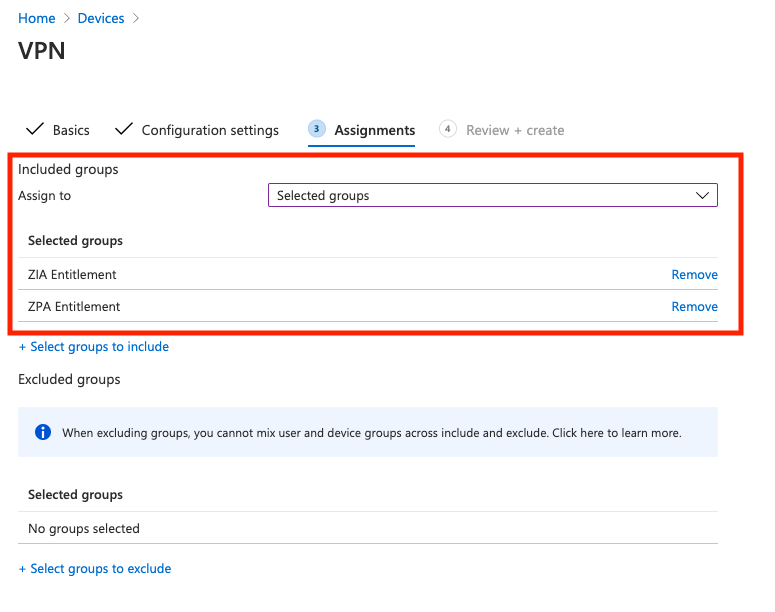 Home > Devices >
VPN
Basics
Configuration settings
3 Assignments
4 Review + create
Included groups
Assign to
Selected groups
Selected groups
ZIA Entitlement Remove
ZPA Entitlement Remove
+ Select groups to include
Excluded groups
When excluding groups, you cannot mix user and device groups across include and exclude. Click here to learn more.
Selected groups
No groups selected
+ Select groups to exclude